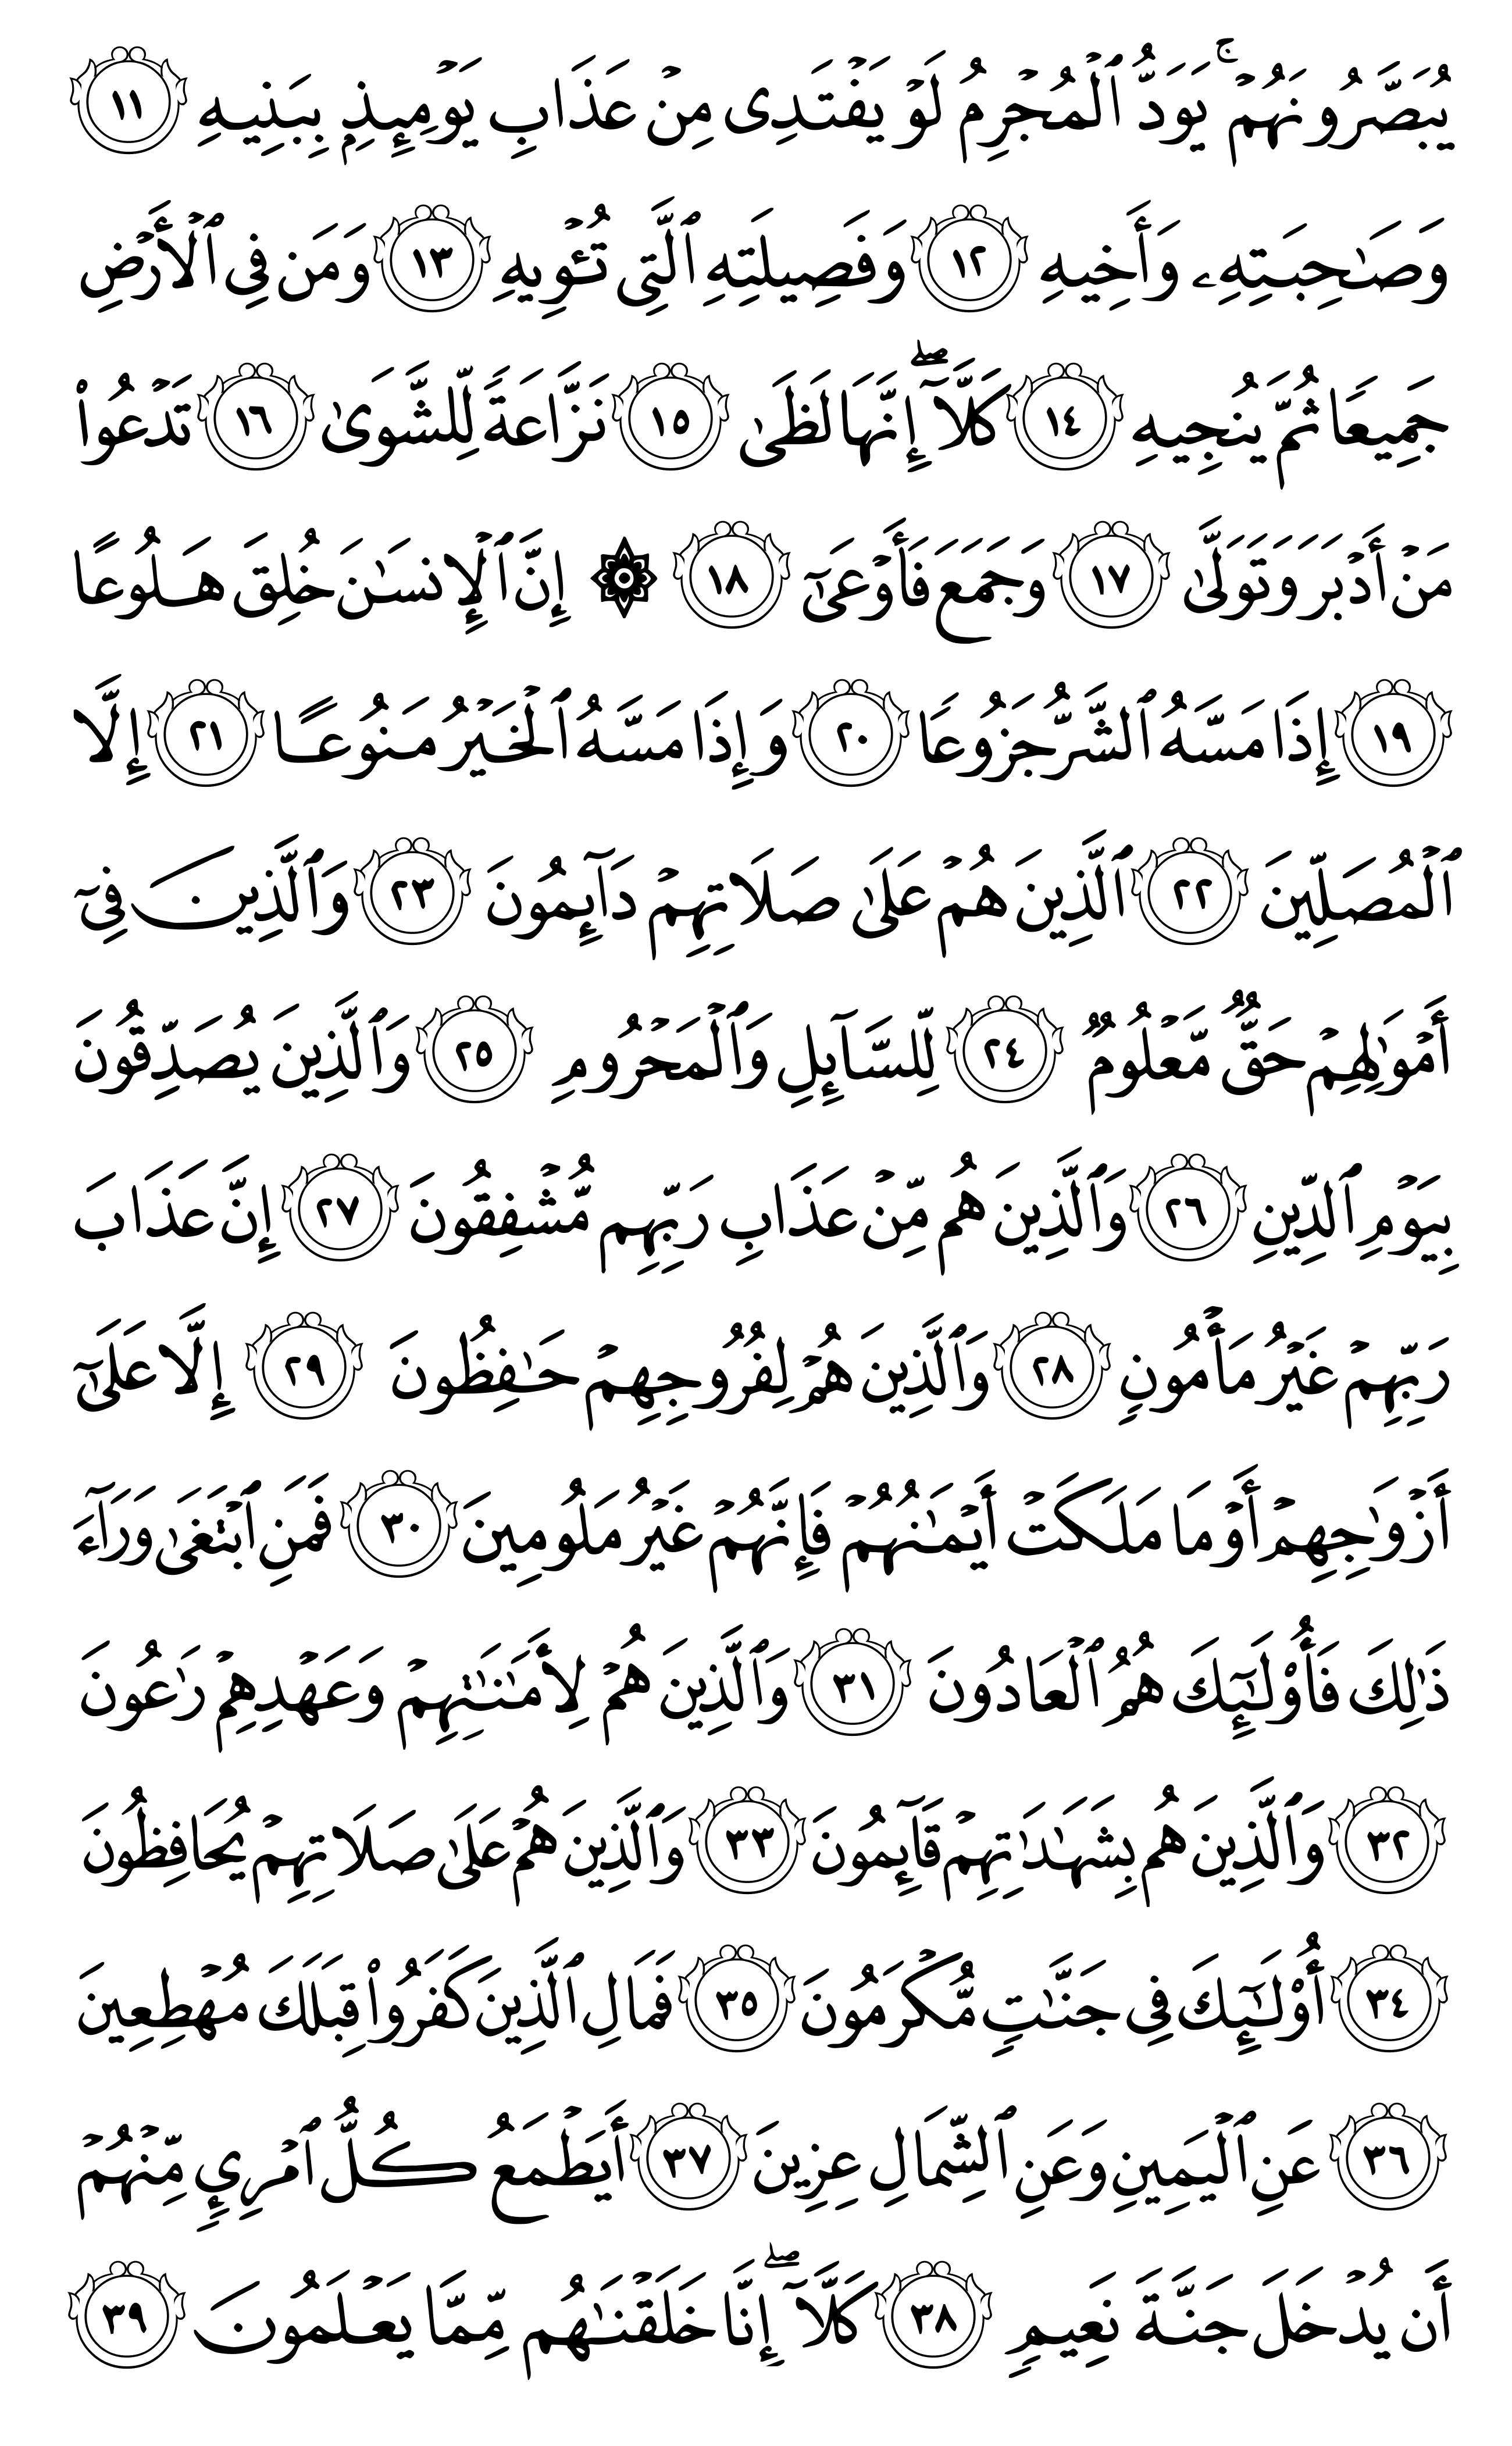 يُبَصَّرُونَهُمۡۚ يَوَدُّ ٱلۡمُجۡرِمُ لَوۡ يَفۡتَدِى مِنۡ عَذَابِ يَوۡمِئِذِۭ بِبَنِيهِ ١١
وَصَٰحِبَتِهِۦ وَأَخِيهِ ١٢ وَفَصِيلَتِهِ ٱلَّتِى تُـٔۡوِيهِ ١٣ وَمَن فِى ٱلۡأَرۡضِ
جَمِيعًا ثُمَّ يُنجِيهِ ١٤ كَلَّآۖ إِنَّهَا لَظَىٰ ١٥ نَزَّاعَةً لِّلشَّوَىٰ ١٦ تَدۡعُواْ
مَنۡ أَدۡبَرَ وَتَوَلَّىٰ ١٧ وَجَمَعَ فَأَوۡعَىٰٓ ١٨ ۞ إِنَّ ٱلۡإِنسَٰنَ خُلِقَ هَلُوعًا
١٩ إِذَا مَسَّهُ ٱلشَّرُّ جَزُوعًا ٢٠ وَإِذَا مَسَّهُ ٱلۡخَيۡرُ مَنُوعًا ٢١ إِلَّا
ٱلۡمُصَلِّينَ ٢٢ ٱلَّذِينَ هُمۡ عَلَىٰ صَلَاتِهِمۡ دَآئِمُونَ ٢٣ وَٱلَّذِينَ فِىٓ
أَمۡوَٰلِهِمۡ حَقٌّ مَّعۡلُومٌ ٢٤ لِّلسَّآئِلِ وَٱلۡمَحۡرُومِ ٢٥ وَٱلَّذِينَ يُصَدِّقُونَ
بِيَوۡمِ ٱلدِّينِ ٢٦ وَٱلَّذِينَ هُم مِّنۡ عَذَابِ رَبِّهِم مُّشۡفِقُونَ ٢٧ إِنَّ عَذَابَ
رَبِّهِمۡ غَيۡرُ مَأۡمُونٍ ٢٨ وَٱلَّذِينَ هُمۡ لِفُرُوجِهِمۡ حَٰفِظُونَ ٢٩ إِلَّا عَلَىٰٓ
أَزۡوَٰجِهِمۡ أَوۡ مَا مَلَكَتۡ أَيۡمَٰنُهُمۡ فَإِنَّهُمۡ غَيۡرُ مَلُومِينَ ٣٠ فَمَنِ ٱبۡتَغَىٰ وَرَآءَ
ذَٰلِكَ فَأُوْلَٰٓئِكَ هُمُ ٱلۡعَادُونَ ٣١ وَٱلَّذِينَ هُمۡ لِأَمَٰنَٰتِهِمۡ وَعَهۡدِهِمۡ رَٰعُونَ
٣٢ وَٱلَّذِينَ هُم بِشَهَٰدَٰتِهِمۡ قَآئِمُونَ ٣٣ وَٱلَّذِينَ هُمۡ عَلَىٰ صَلَاتِهِمۡ يُحَافِظُونَ
٣٤ أُوْلَٰٓئِكَ فِى جَنَّٰتٍ مُّكۡرَمُونَ ٣٥ فَمَالِ ٱلَّذِينَ كَفَرُواْ قِبَلَكَ مُهۡطِعِينَ
٣٦ عَنِ ٱلۡيَمِينِ وَعَنِ ٱلشِّمَالِ عِزِينَ ٣٧ أَيَطۡمَعُ كُلُّ ٱمۡرِئٍ مِّنۡهُمۡ
أَن يُدۡخَلَ جَنَّةَ نَعِيمٍ ٣٨ كَلَّآۖ إِنَّا خَلَقۡنَٰهُم مِّمَّا يَعۡلَمُونَ ٣٩